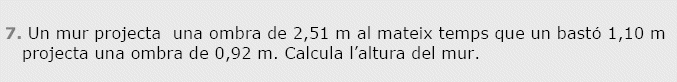 7. Un mur projecta una ombra de 2,51 m al mateix temps que un bastó 1,10 m
projecta una ombra de 0,92 m. Calcula l’altura del mur.